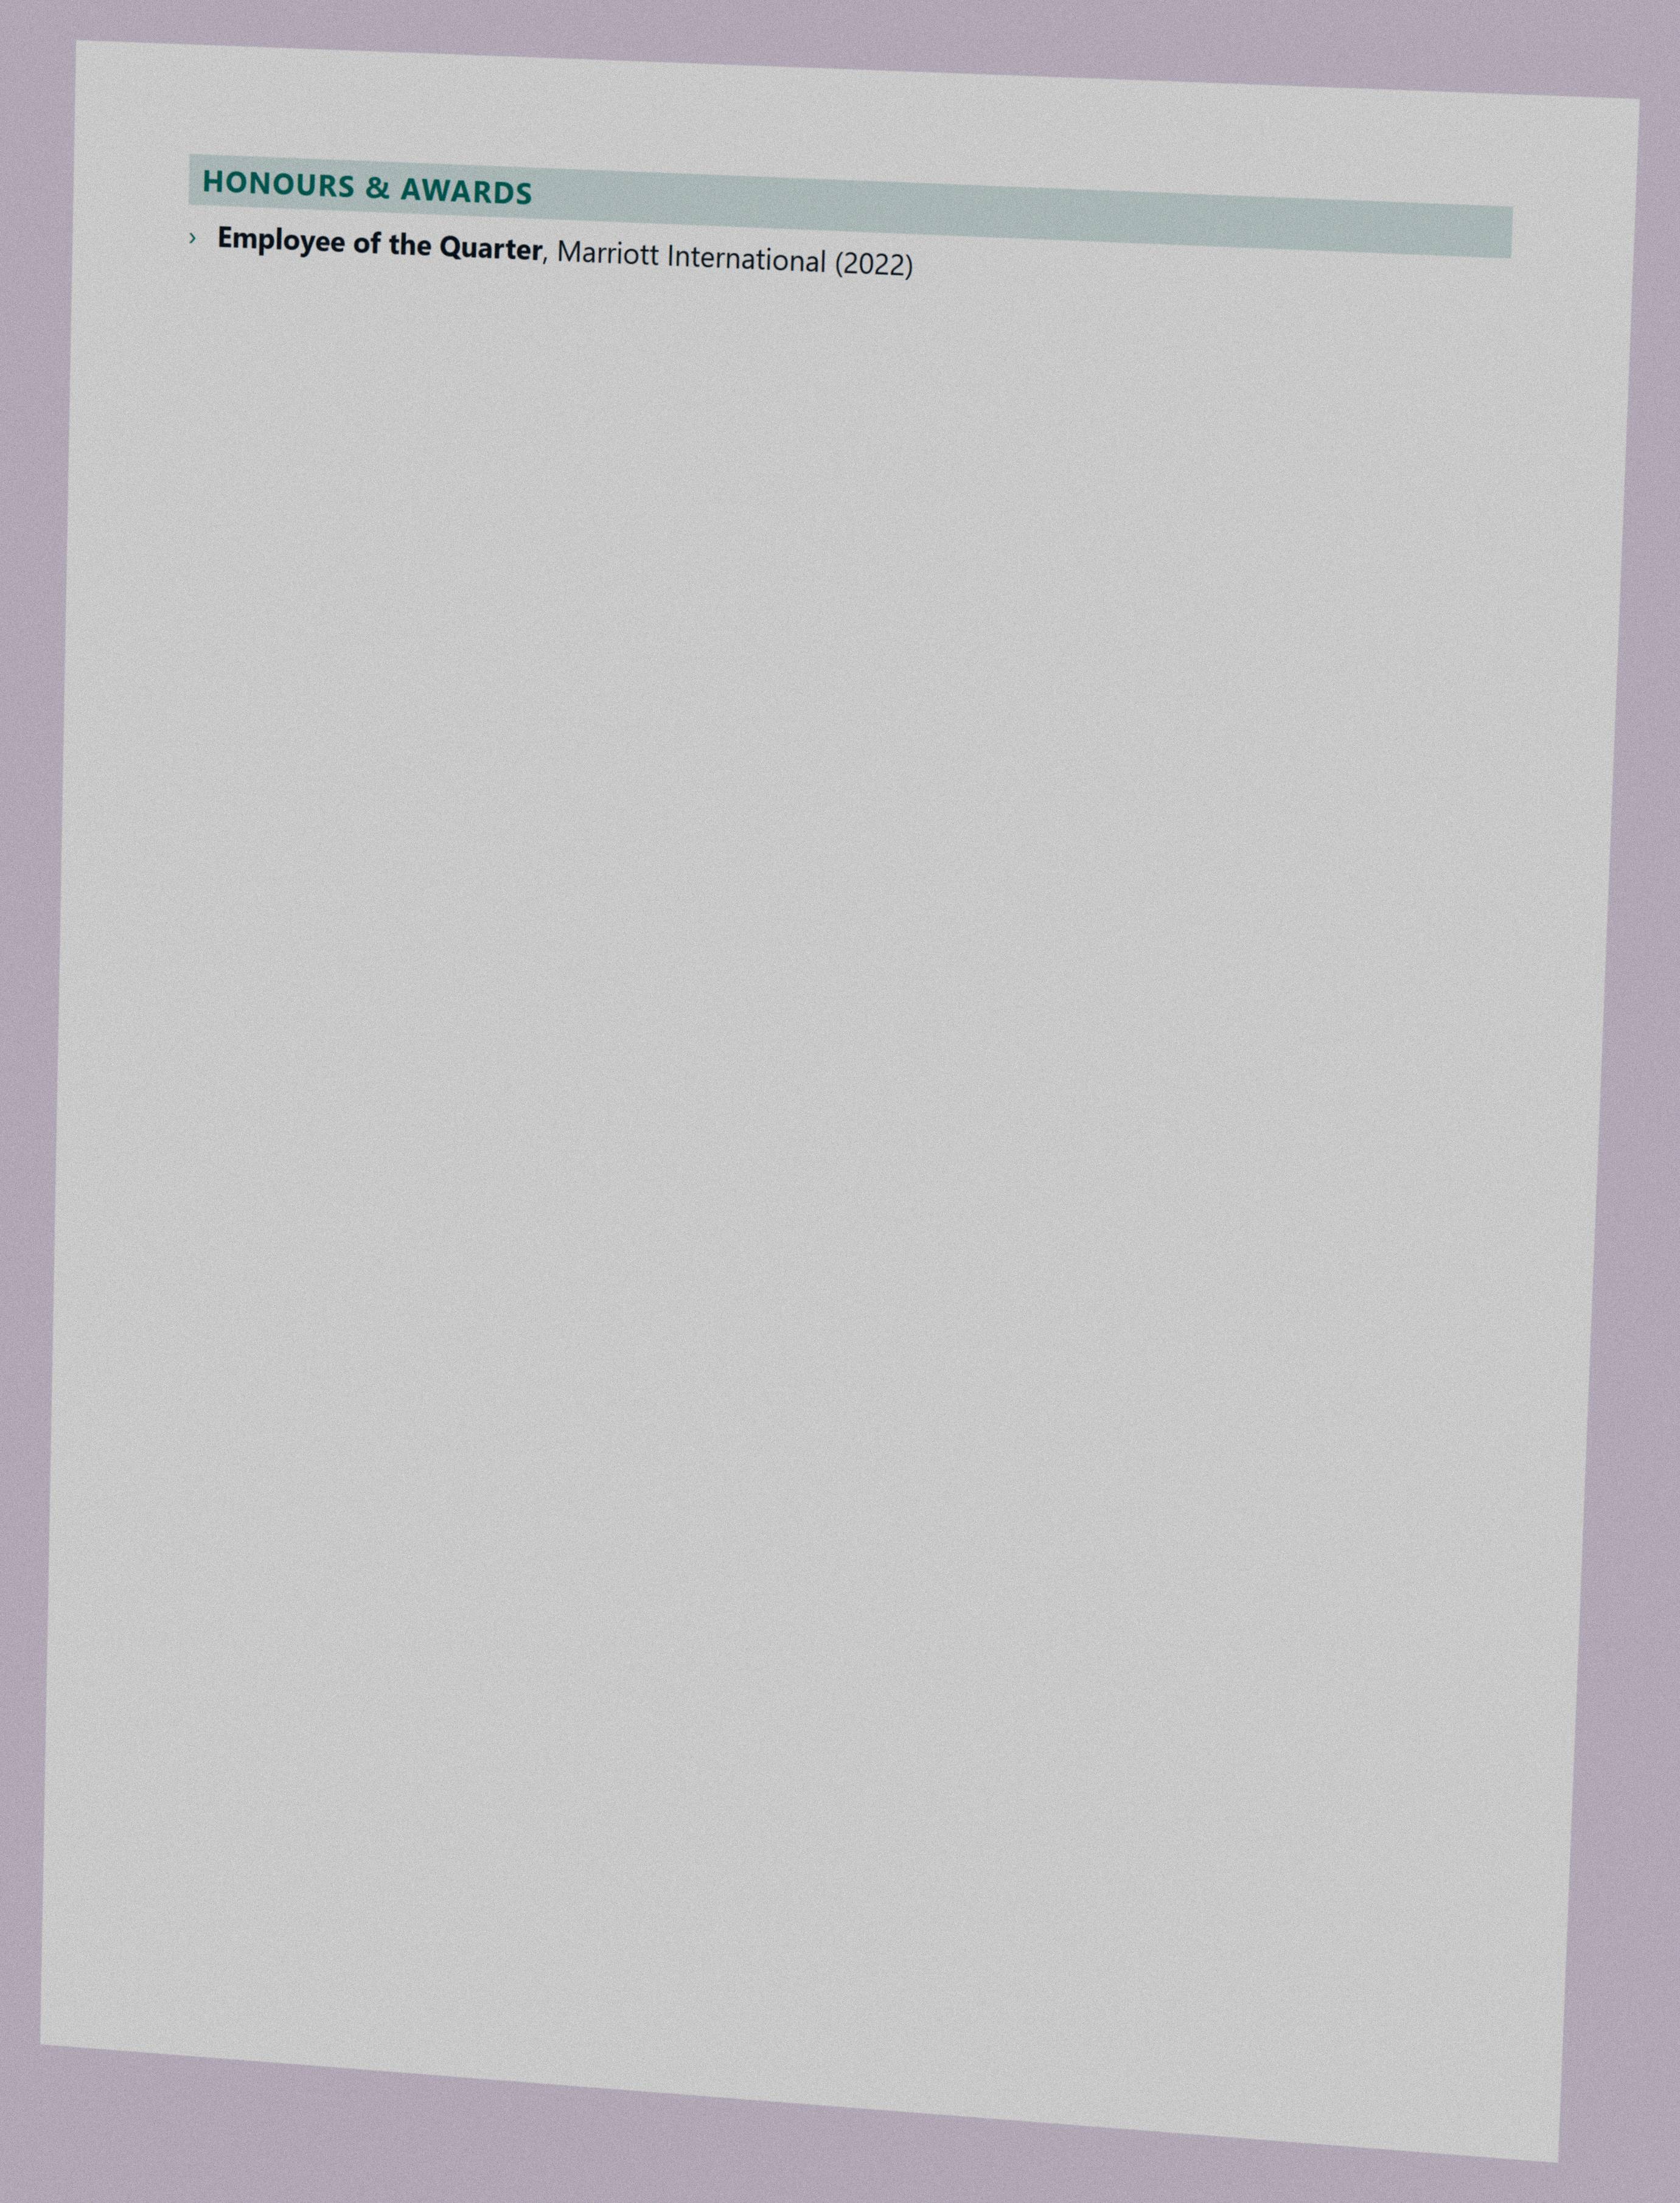 HONOURS & AWARDS
› Employee of the Quarter, Marriott International (2022)